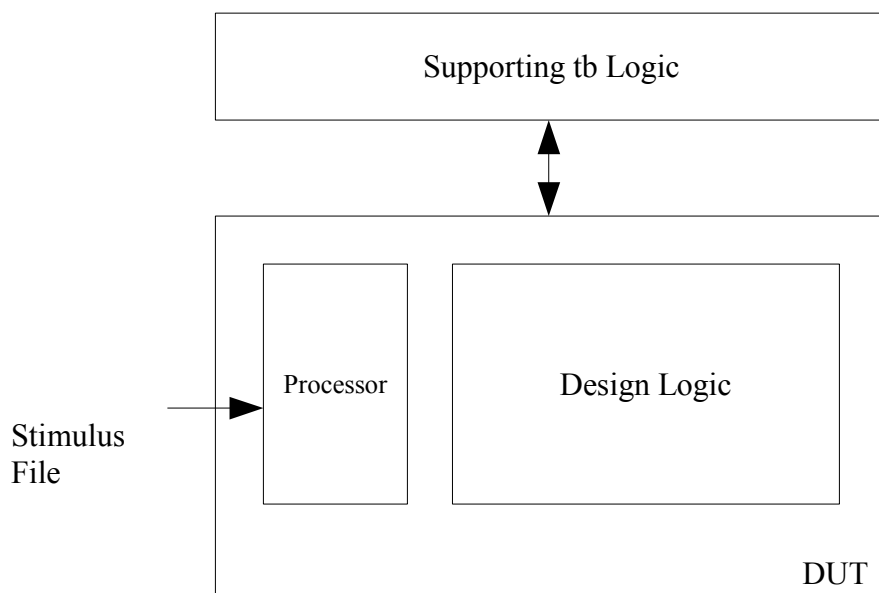 Supporting tb Logic
Processor
Design Logic
Stimulus
File
DUT